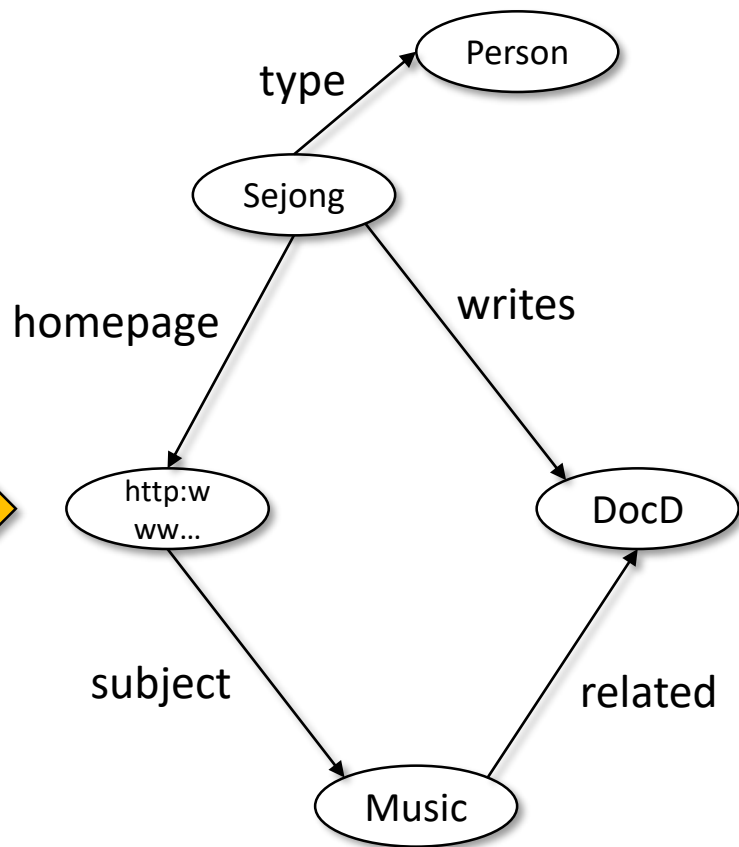 Person
type
Sejong
writes
homepage
http:w
ww...
DocD
subject
related
Music